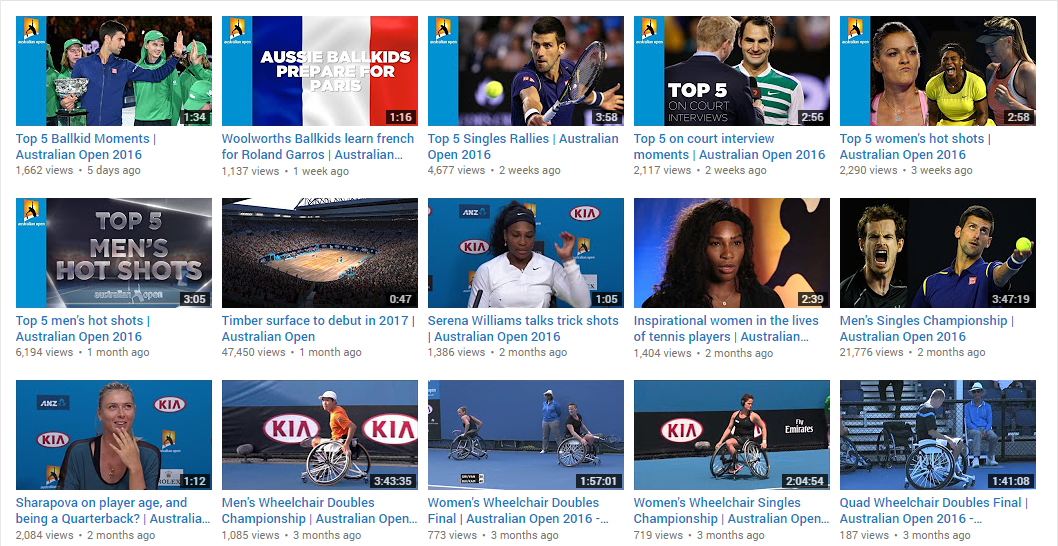 australian open
AUSSIE BALLKIDS
PREPARE FOR
PARIS
australian open
australian open
TOP 5
ON COURT
INTERVIEWS
australian open
1:34
1:16
3:58
2:56
2:58
Top 5 Ballkid Moments |
Australian Open 2016
1,662 views • 5 days ago
Woolworths Ballkids learn french
for Roland Garros | Australian...
1,137 views • 1 week ago
Top 5 Singles Rallies | Australian
Open 2016
4,677 views • 2 weeks ago
Top 5 on court interview
moments | Australian Open 2016
2,117 views • 2 weeks ago
Top 5 women's hot shots |
Australian Open 2016
2,290 views • 3 weeks ago
australian open
TOP 5
MEN'S
HOT SHOTS
australian open
3:05
0:47
ANZ
KIA
KIA
1:05
2:39
3:47:19
Top 5 men's hot shots |
Australian Open 2016
6,194 views • 1 month ago
Timber surface to debut in 2017 |
Australian Open
47,450 views • 1 month ago
Serena Williams talks trick shots
| Australian Open 2016
1,386 views • 2 months ago
Inspirational women in the lives
of tennis players | Australian...
1,404 views • 2 months ago
Men's Singles Championship |
Australian Open 2016
21,776 views • 2 months ago
ANZ
KIA
KIA
ROLEX
1:12
KIA
KIA
3:43:35
1:57:01
KIA
Fly
Emirates
2:04:54
1:41:08
Sharapova on player age, and
being a Quarterback? | Australia...
2,084 views • 2 months ago
Men's Wheelchair Doubles
Championship | Australian Open...
1,085 views • 3 months ago
Women's Wheelchair Doubles
Final | Australian Open 2016 -...
773 views • 3 months ago
Women's Wheelchair Singles
Championship | Australian Open...
719 views • 3 months ago
Quad Wheelchair Doubles Final |
Australian Open 2016 -...
187 views • 3 months ago